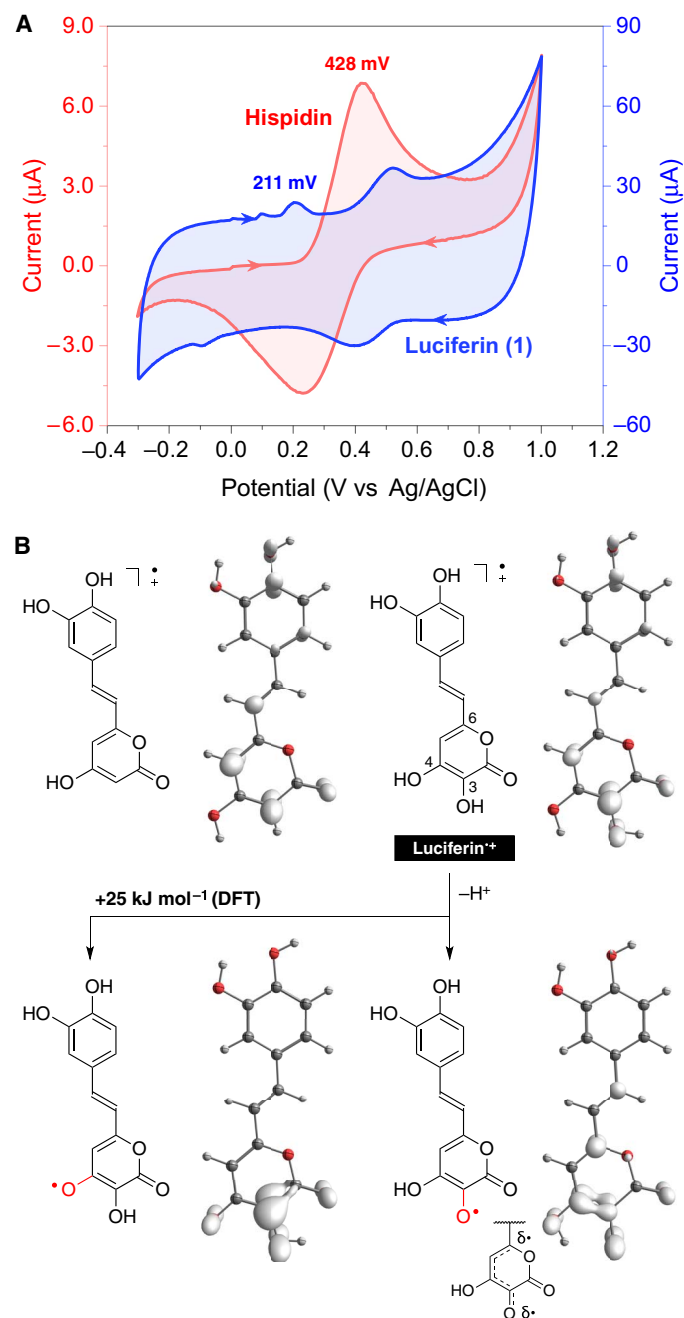 A
9.0
6.0
3.0
0.0
–3.0
–6.0
Current (μA)
90
60
30
0
–30
–60
Current (μA)
428 mV
Hispidin
211 mV
Luciferin (1)
–0.4 –0.2 0.0 0.2 0.4 0.6 0.8 1.0 1.2
Potential (V vs Ag/AgCl)
B
OH
HO
•
+
O
HO
O
OH
HO
•
+
6
O
4
3
HO
O
OH
Luciferin•+
+25 kJ mol–1 (DFT)
–H+
OH
HO
O
•O
O
OH
OH
HO
O
HO
O
O•
δ•
O
HO
O
O δ•